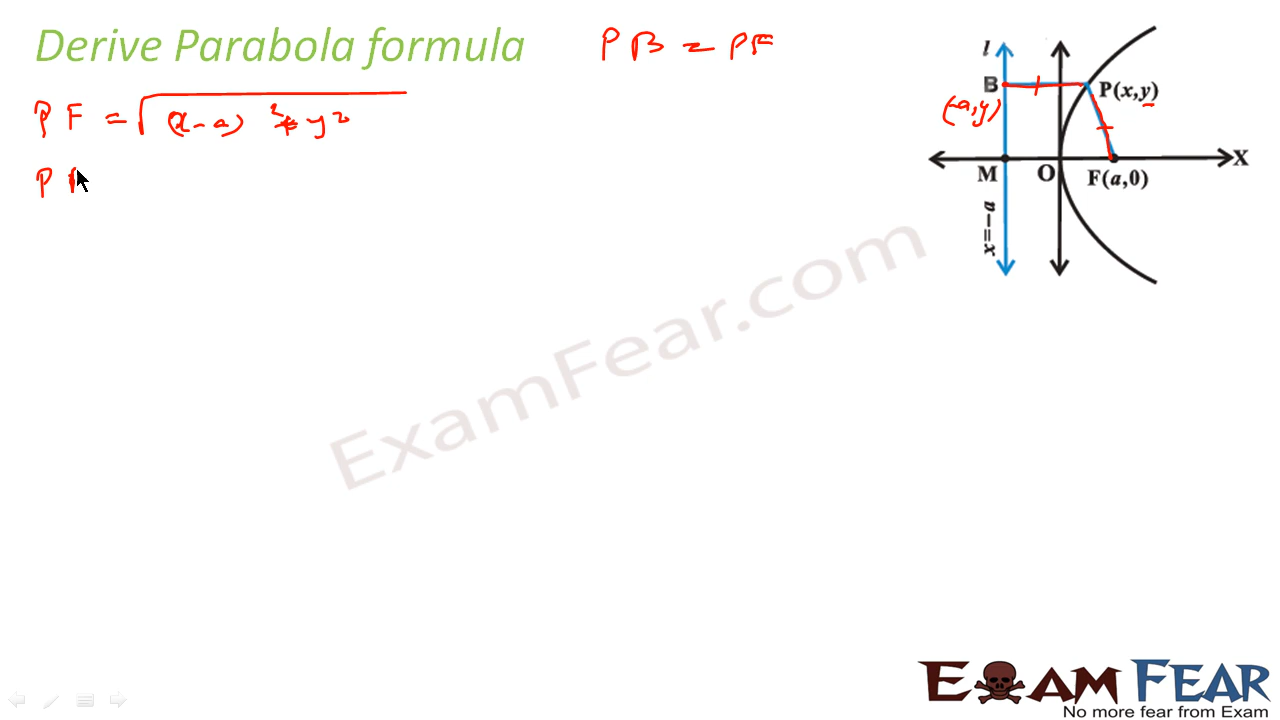 Derive Parabola formula
PB = PF
PF = √(x-a)²+y²
P
l
B
P(x,y)
(-a,y)
X
M
O
F(a,0)
x=-a
ExamFear.com
EXAM FEAR
No more fear from Exam